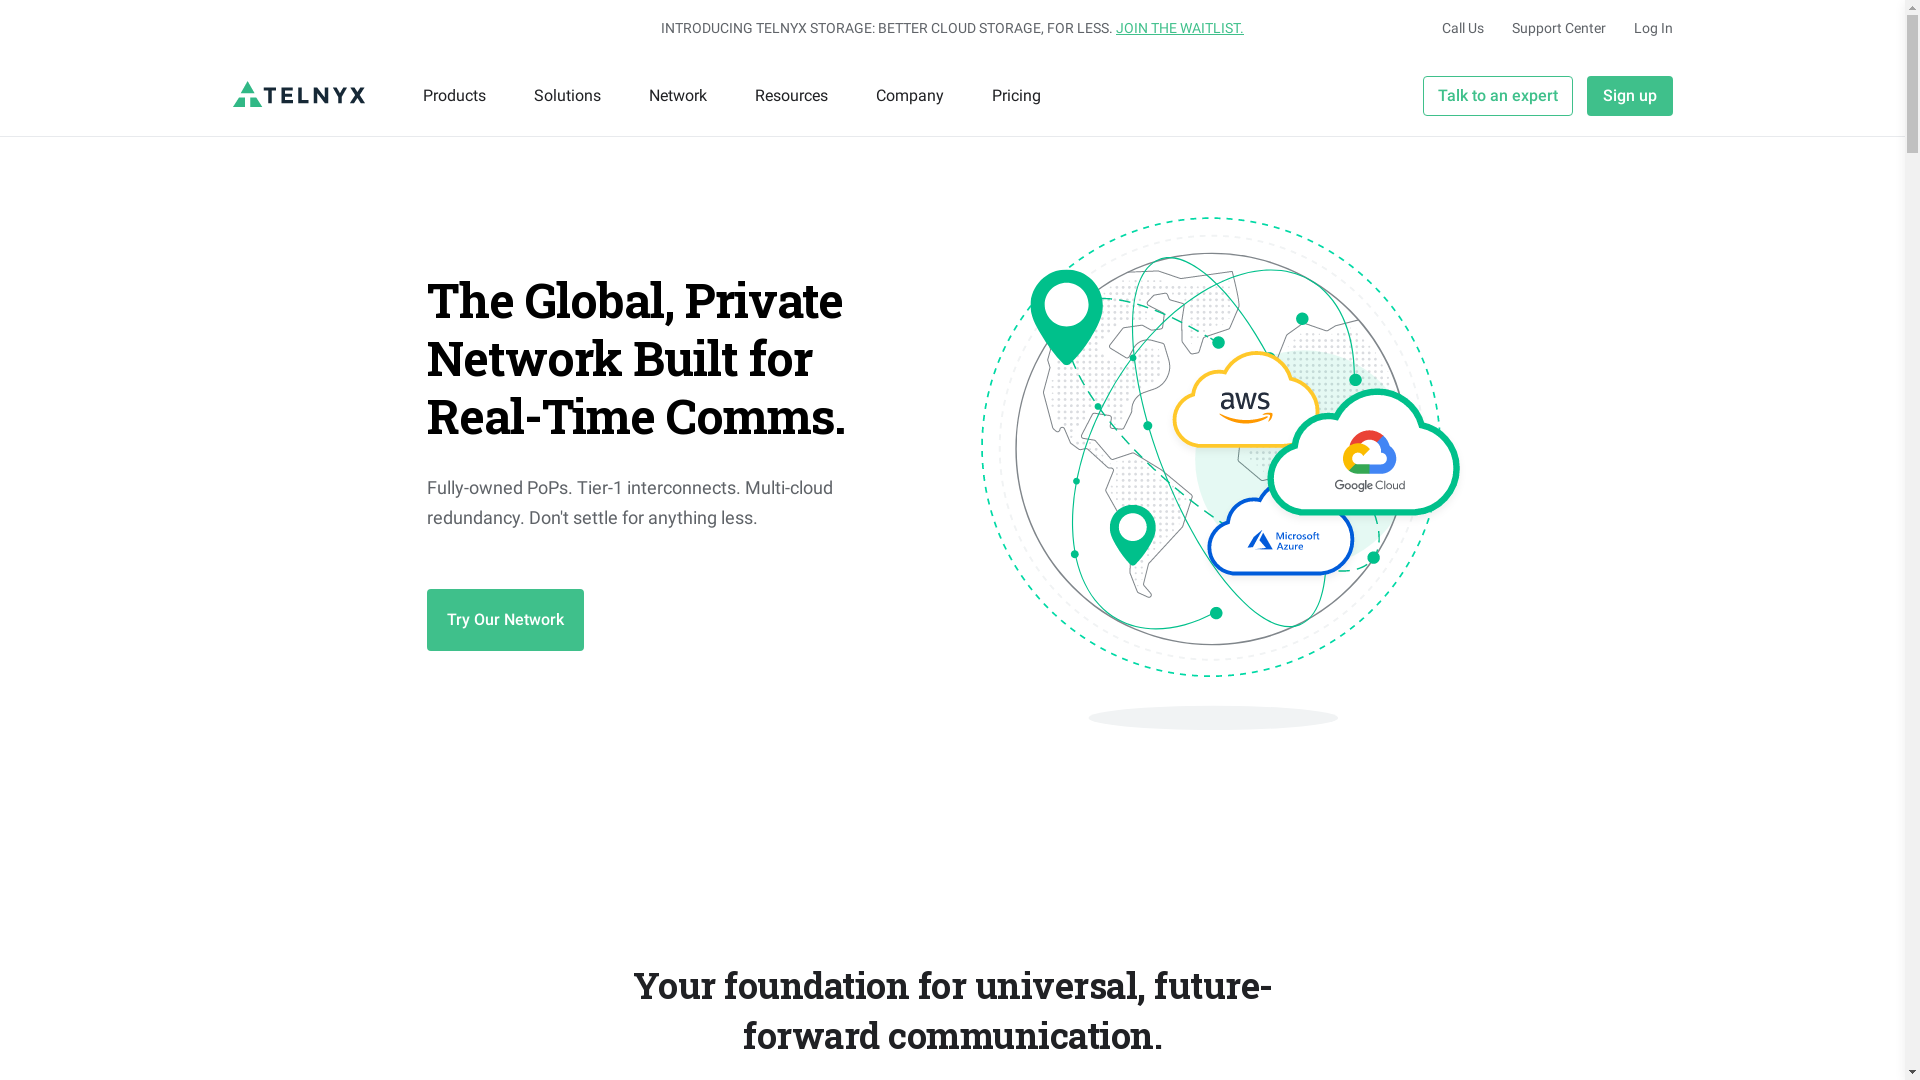 INTRODUCING TELNYX STORAGE: BETTER CLOUD STORAGE, FOR LESS. JOIN THE WAITLIST.
Call Us
Support Center
Log In
TELNYX
Products
Solutions
Network
Resources
Company
Pricing
Talk to an expert
Sign up
The Global, Private
Network Built for
Real-Time Comms.
Fully-owned PoPs. Tier-1 interconnects. Multi-cloud
redundancy. Don't settle for anything less.
Try Our Network
aws
Google Cloud
Microsoft
Azure
Your foundation for universal, future-
forward communication.